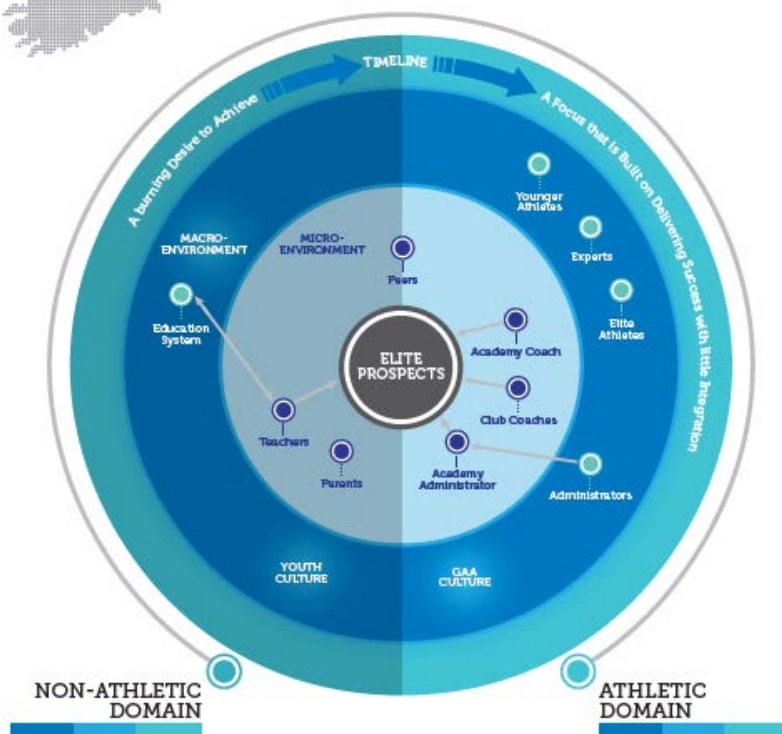 TIMELINE
A burning Desire to Achieve
A Focus that is Built on Delivering Success with little Integration
Younger
Athletes
MACRO-
ENVIRONMENT
MICRO-
ENVIRONMENT
Experts
Peers
Education
System
Elite
Athletes
ELITE
PROSPECTS
Academy Coach
Club Coaches
Teachers
Parents
Academy
Administrator
Administrators
YOUTH
CULTURE
GAA
CULTURE
NON-ATHLETIC
DOMAIN
ATHLETIC
DOMAIN